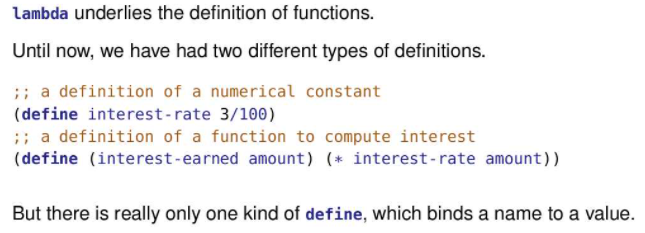 lambda underlies the definition of functions.
Until now, we have had two different types of definitions.
;; a definition of a numerical constant
(define interest-rate 3/100)
;; a definition of a function to compute interest
(define (interest-earned amount) (* interest-rate amount))
But there is really only one kind of define, which binds a name to a value.